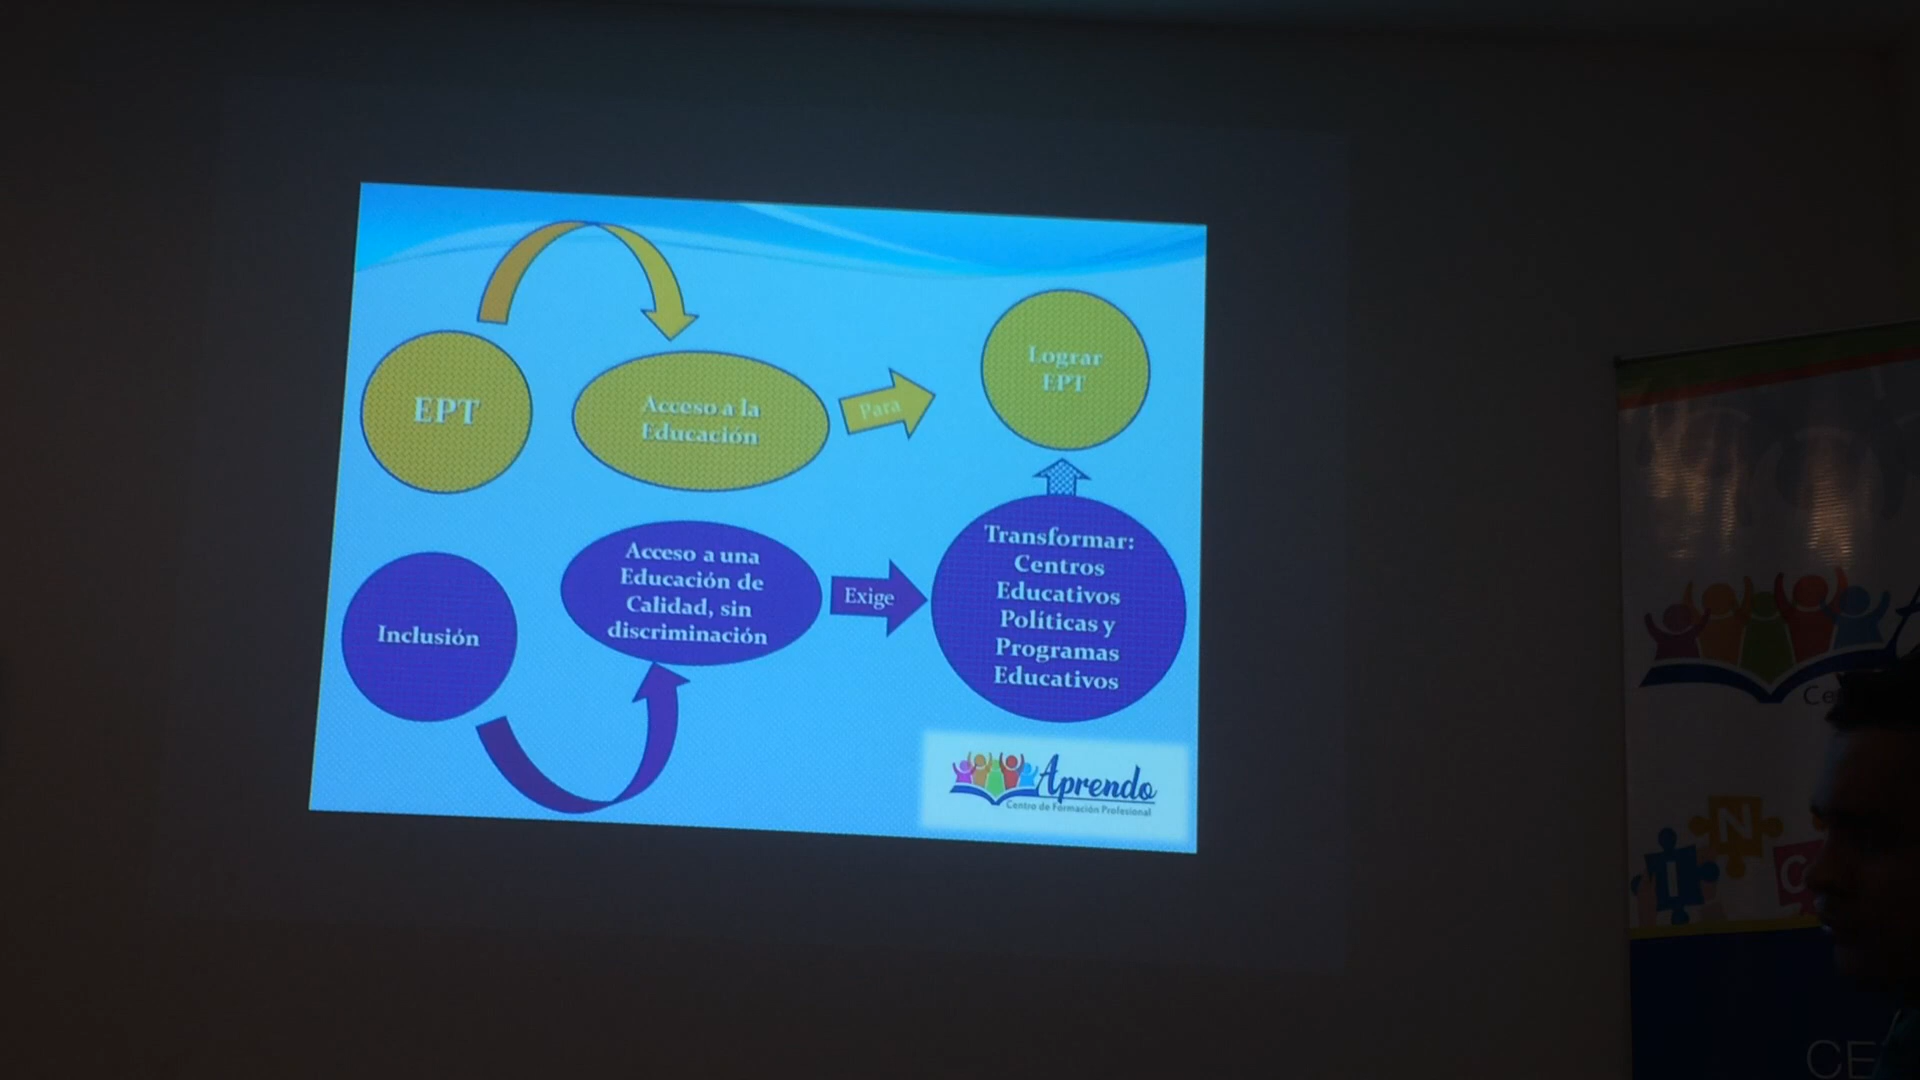 EPT
Acceso a la
Educación
Para
Lograr
EPT
Inclusión
Acceso a una
Educación de
Calidad, sin
discriminación
Exige
Transformar:
Centros
Educativos
Políticas y
Programas
Educativos
Aprendo
Centro de Formación Profesional
I
N
C
CE